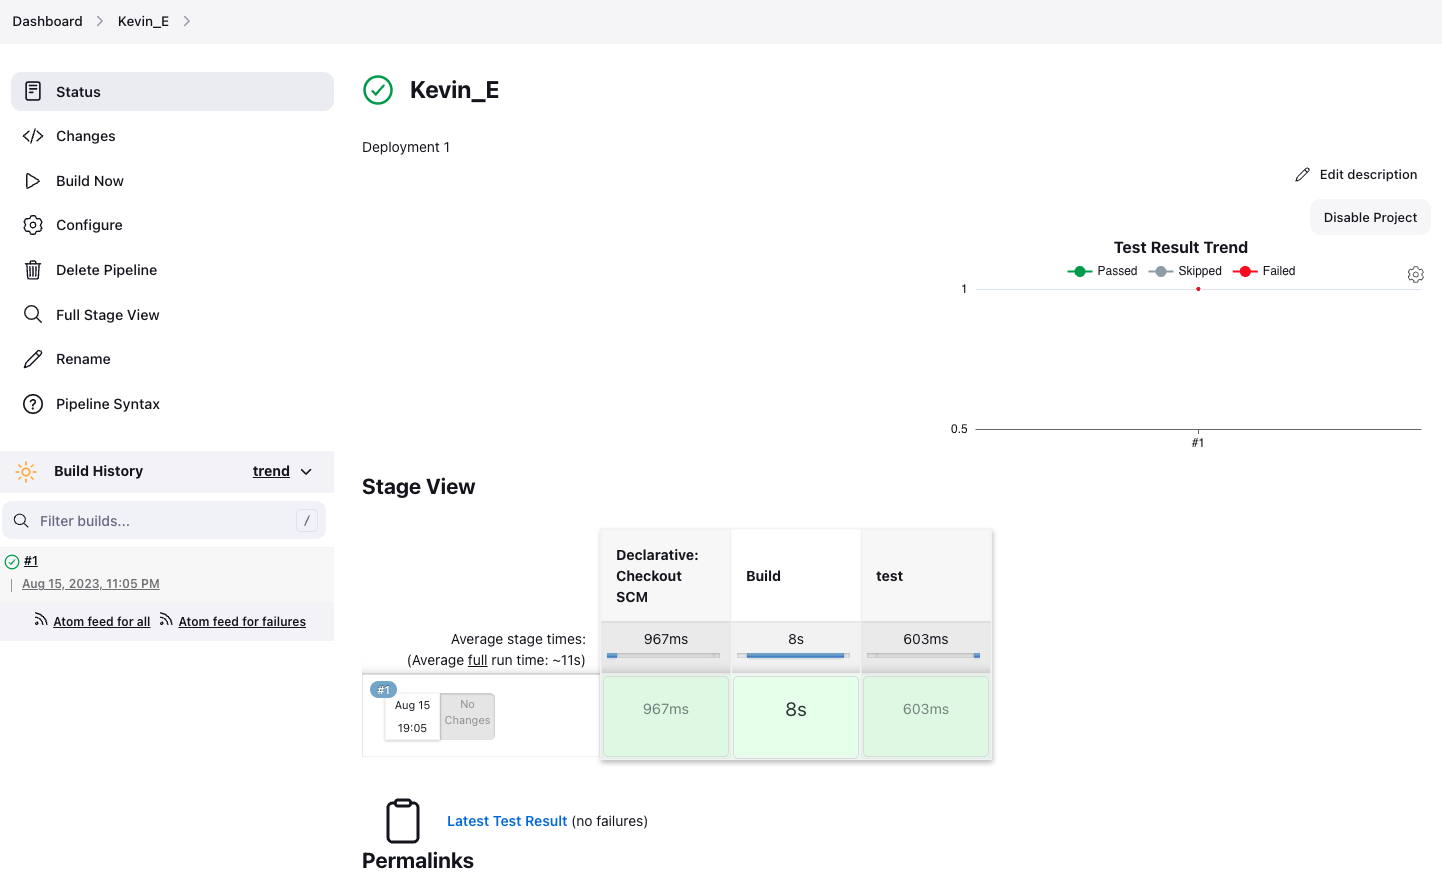 Dashboard
Kevin_E
Status
Changes
Build Now
Configure
Delete Pipeline
Full Stage View
Rename
Pipeline Syntax
Build History
trend
Filter builds...
/
#1
Aug 15, 2023, 11:05 PM
Atom feed for all
Atom feed for failures
Kevin_E
Deployment 1
Edit description
Disable Project
Test Result Trend
Passed
Skipped
Failed
1
0.5
#1
Stage View
Declarative:
Checkout
SCM
Build
test
Average stage times:
(Average full run time: ~11s)
967ms
8s
603ms
#1
Aug 15
19:05
No
Changes
967ms
8s
603ms
Latest Test Result (no failures)
Permalinks